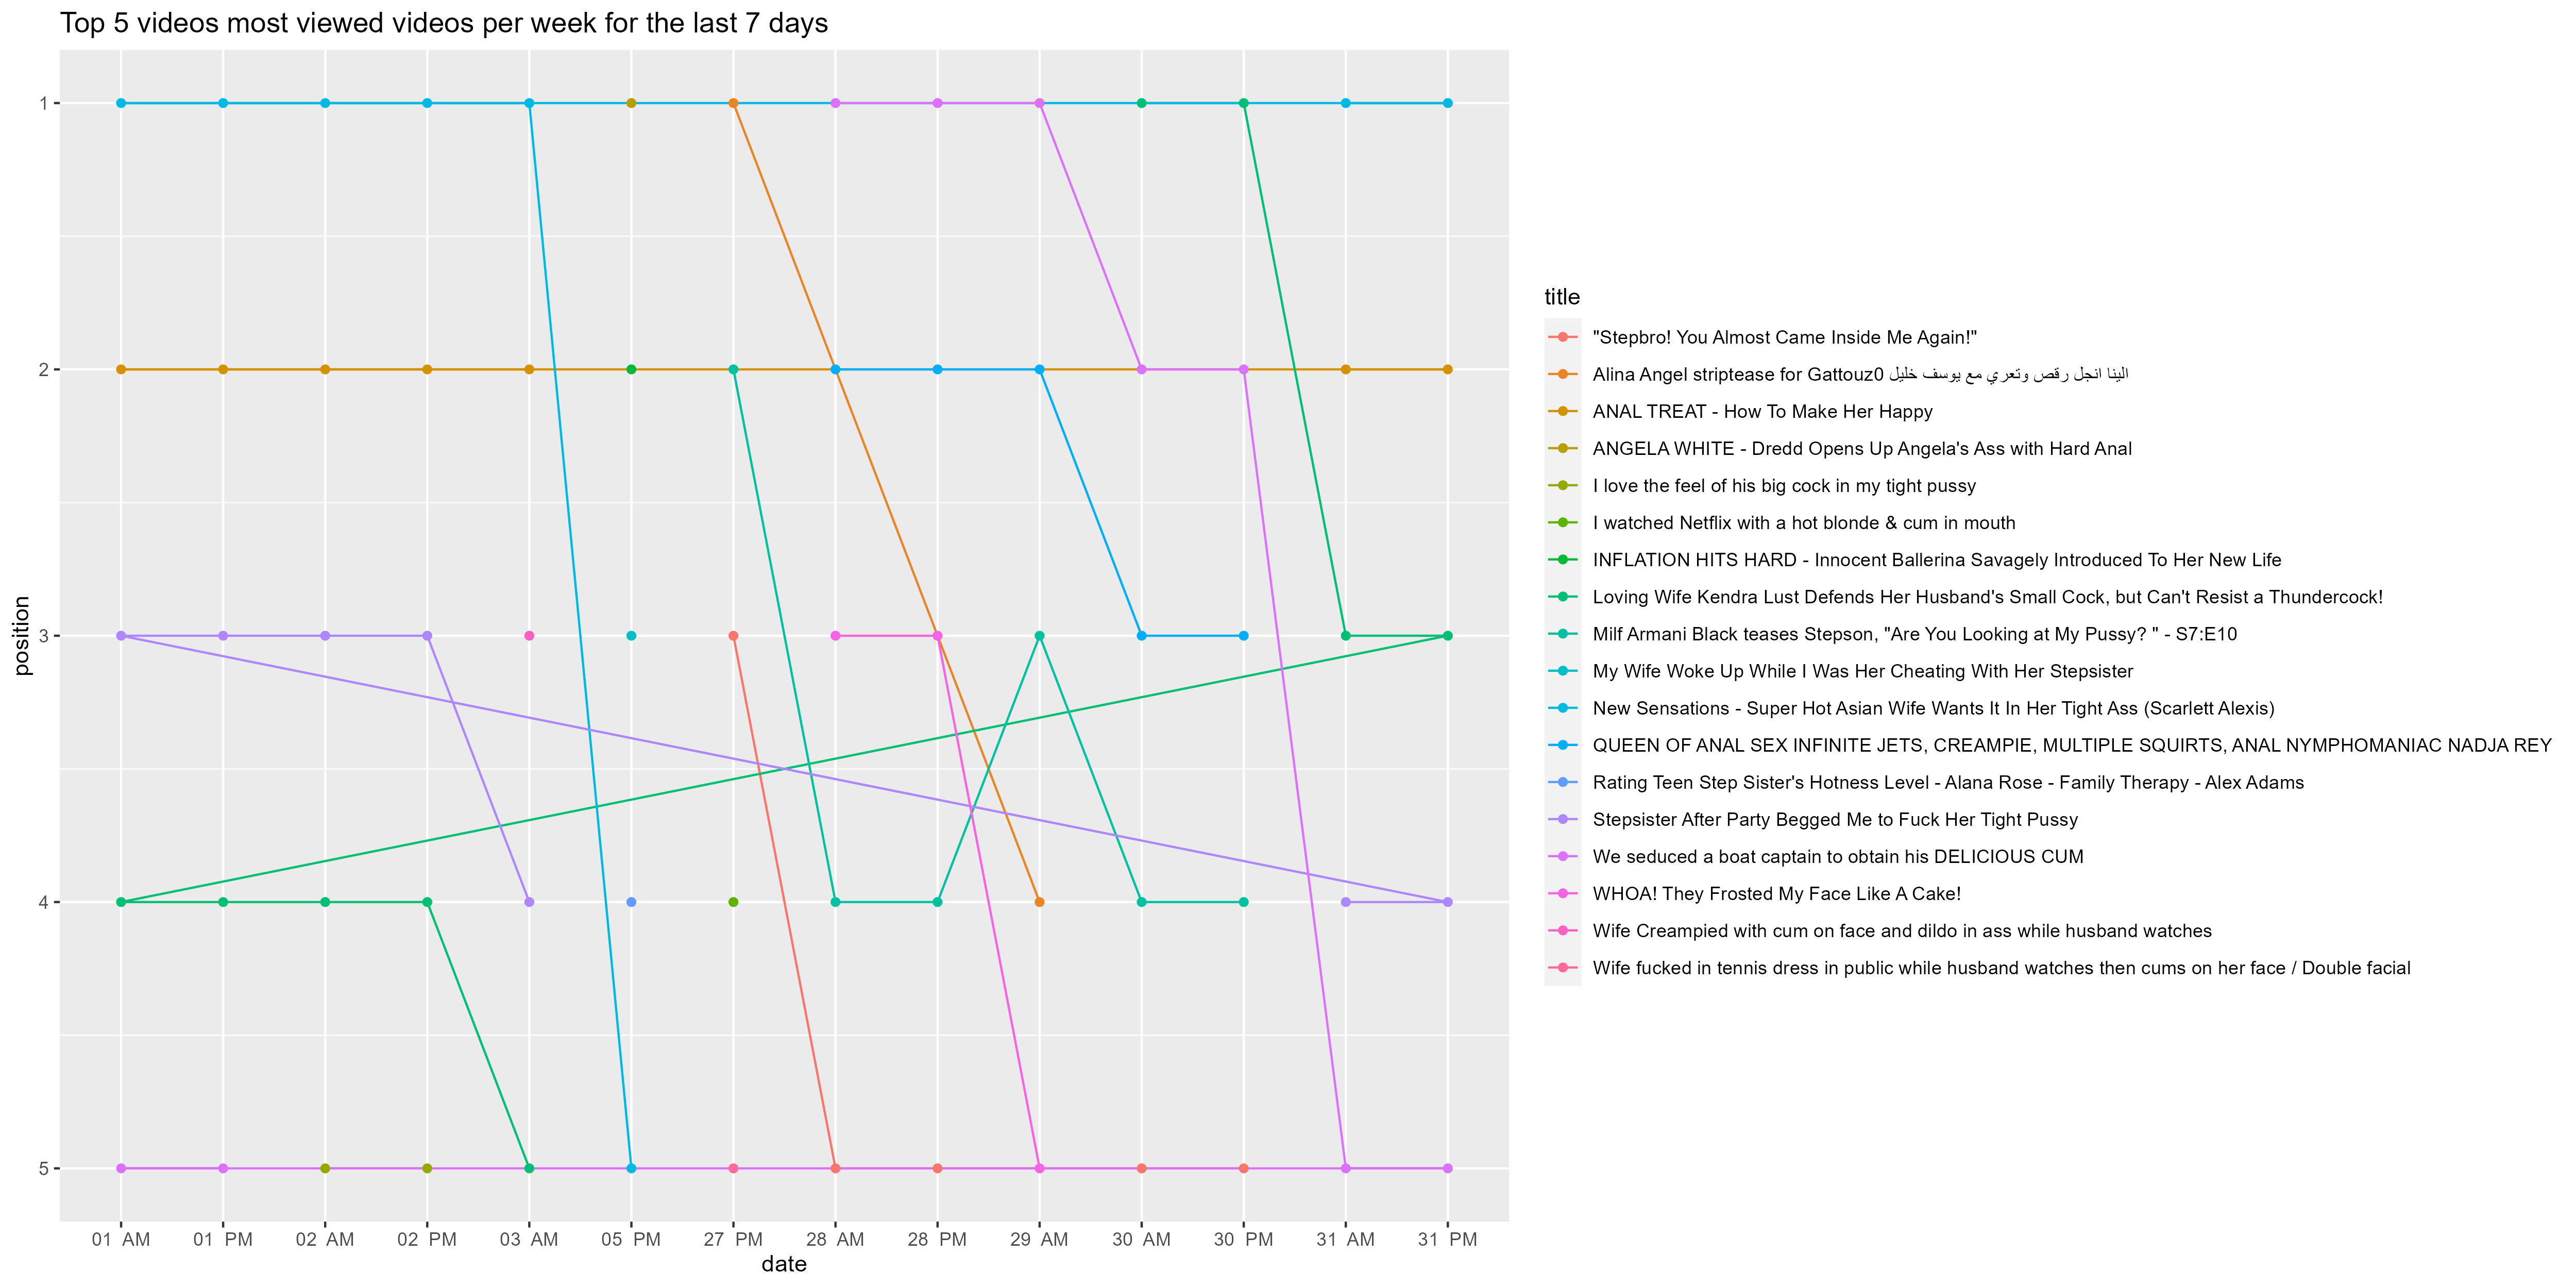 Top 5 videos most viewed videos per week for the last 7 days
position
1
2
3
4
5
01 AM
01 PM
02 AM
02 PM
03 AM
05 PM
27 PM
28 AM
28 PM
29 AM
30 AM
30 PM
31 AM
31 PM
date
title
"Stepbro! You Almost Came Inside Me Again!"
Alina Angel striptease for Gattouz0 الينا انجل رقص وتعري مع يوسف خليل
ANAL TREAT - How To Make Her Happy
ANGELA WHITE - Dredd Opens Up Angela's Ass with Hard Anal
I love the feel of his big cock in my tight pussy
I watched Netflix with a hot blonde & cum in mouth
INFLATION HITS HARD - Innocent Ballerina Savagely Introduced To Her New Life
Loving Wife Kendra Lust Defends Her Husband's Small Cock, but Can't Resist a Thundercock!
Milf Armani Black teases Stepson, "Are You Looking at My Pussy? " - S7:E10
My Wife Woke Up While I Was Her Cheating With Her Stepsister
New Sensations - Super Hot Asian Wife Wants It In Her Tight Ass (Scarlett Alexis)
QUEEN OF ANAL SEX INFINITE JETS, CREAMPIE, MULTIPLE SQUIRTS, ANAL NYMPHOMANIAC NADJA REY
Rating Teen Step Sister's Hotness Level - Alana Rose - Family Therapy - Alex Adams
Stepsister After Party Begged Me to Fuck Her Tight Pussy
We seduced a boat captain to obtain his DELICIOUS CUM
WHOA! They Frosted My Face Like A Cake!
Wife Creampied with cum on face and dildo in ass while husband watches
Wife fucked in tennis dress in public while husband watches then cums on her face / Double facial